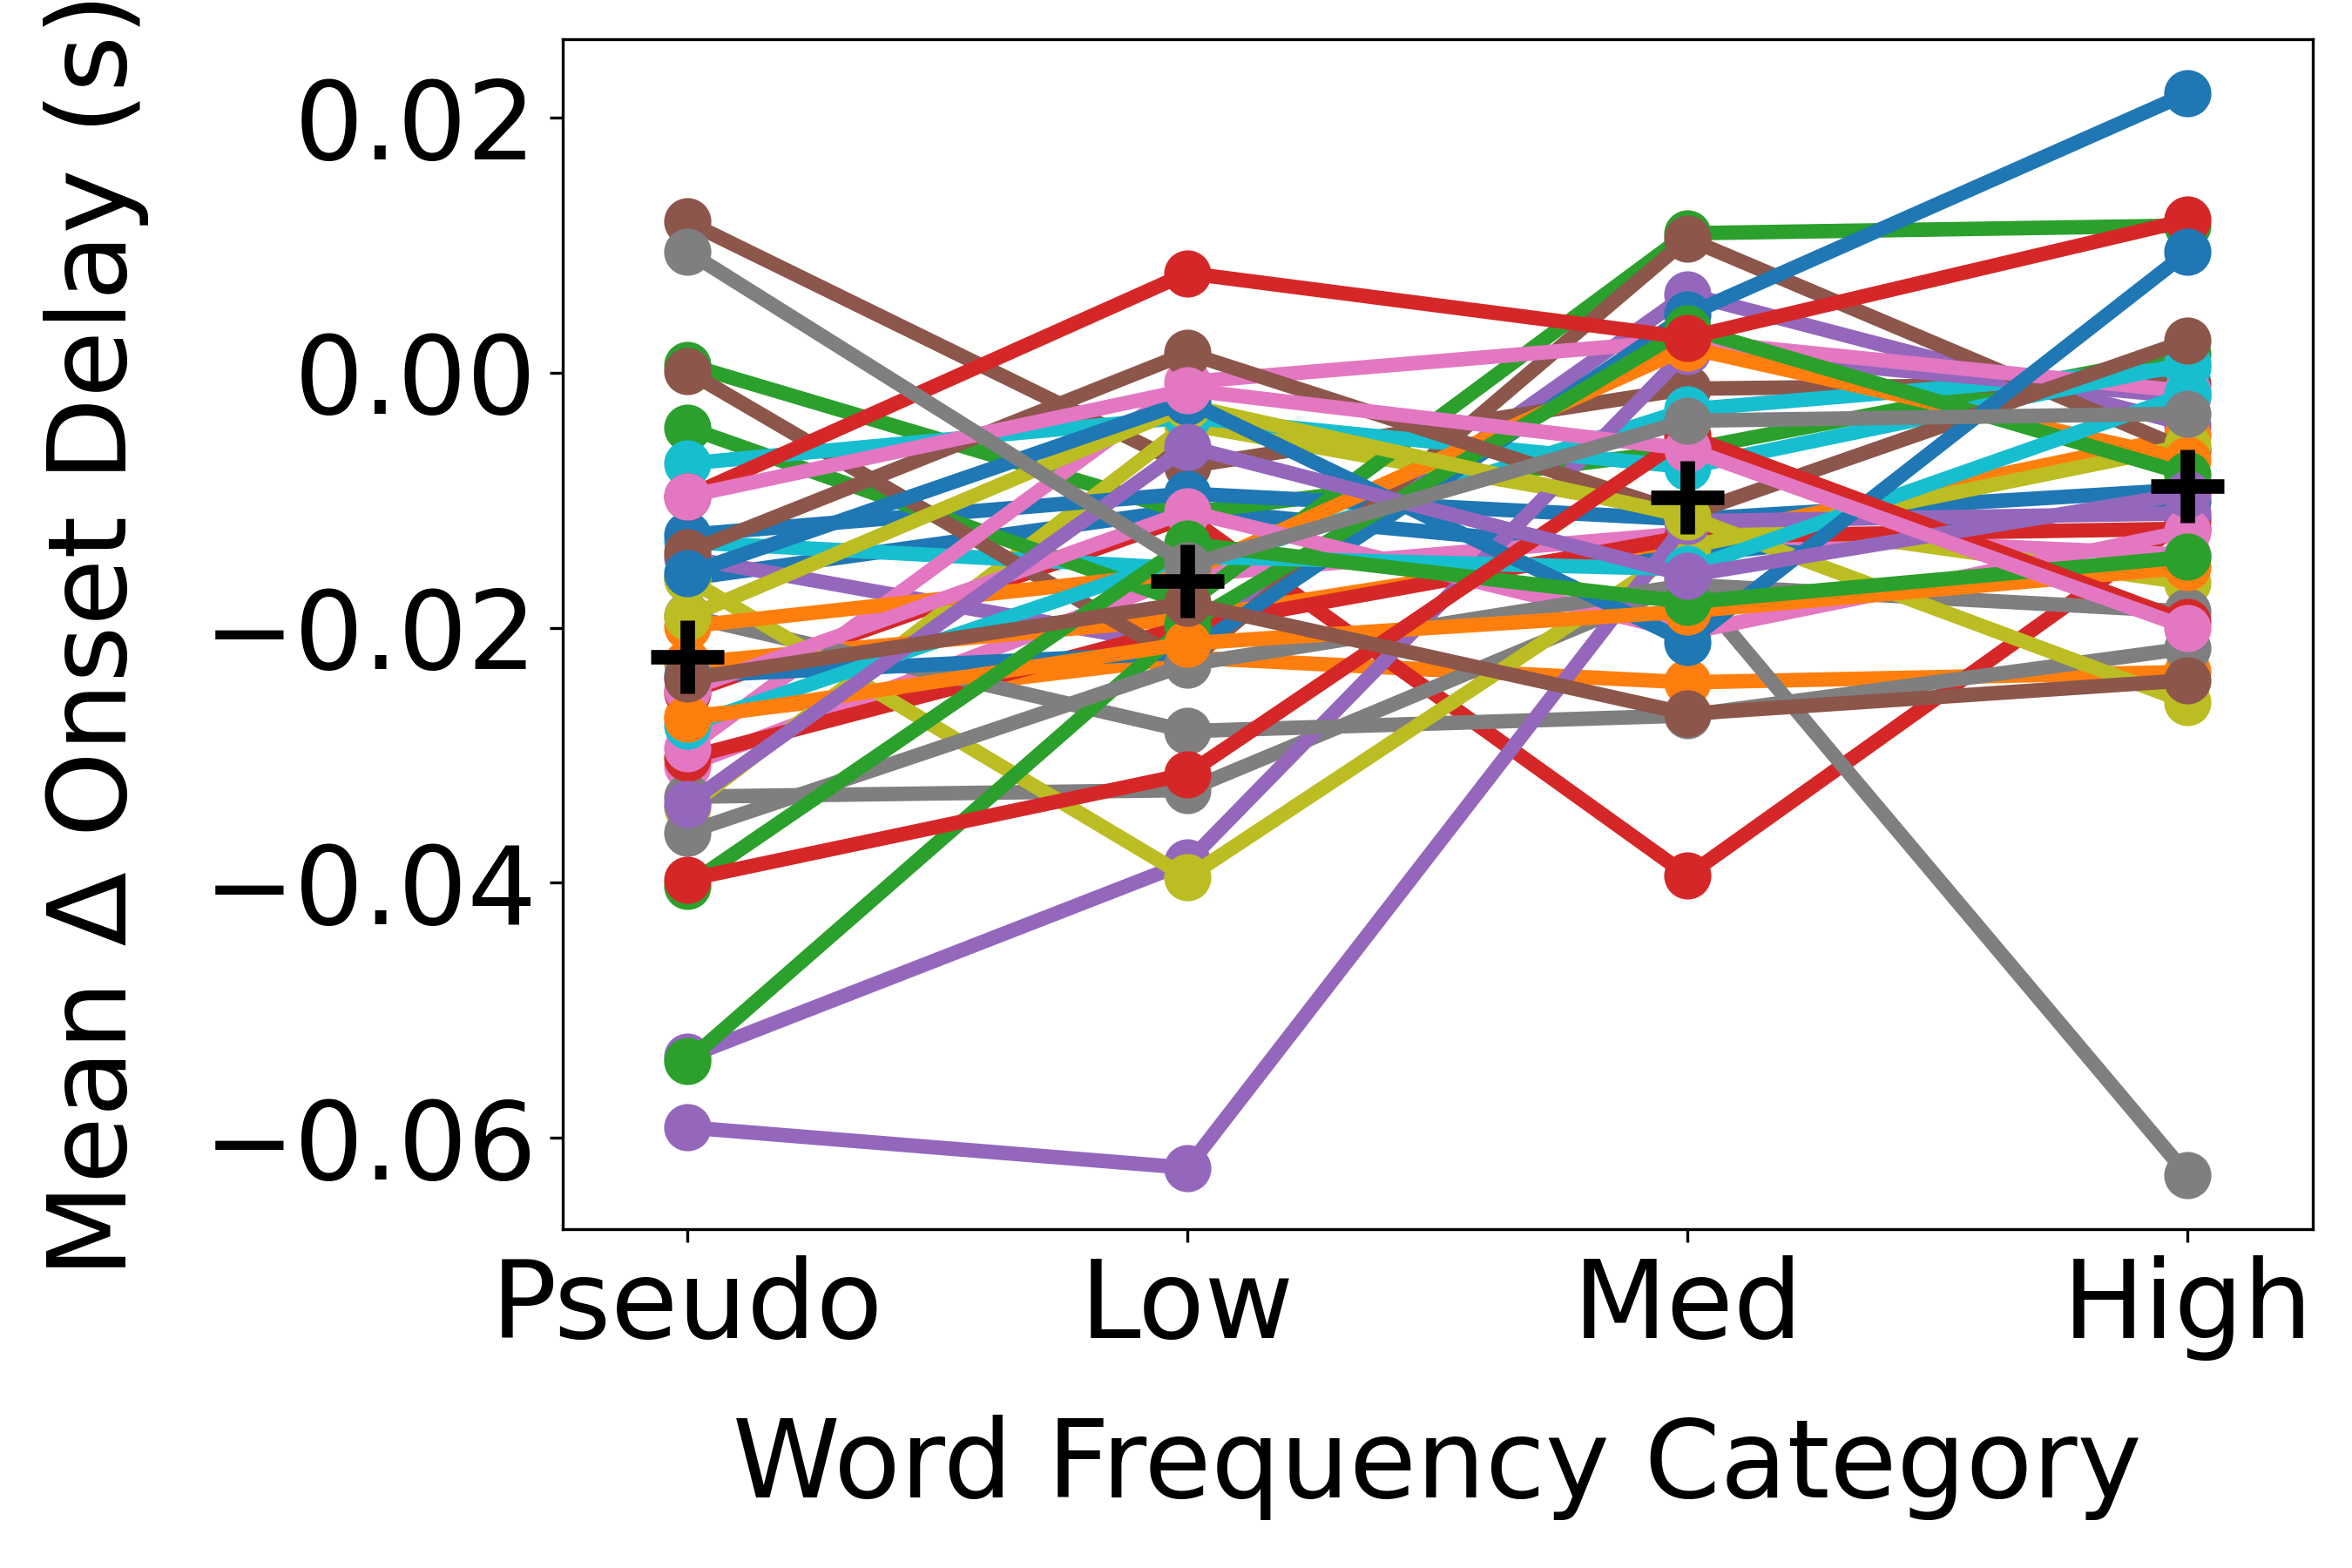 Mean Δ Onset Delay (s)
0.02
0.00
−0.02
−0.04
−0.06
Pseudo Low Med High
Word Frequency Category